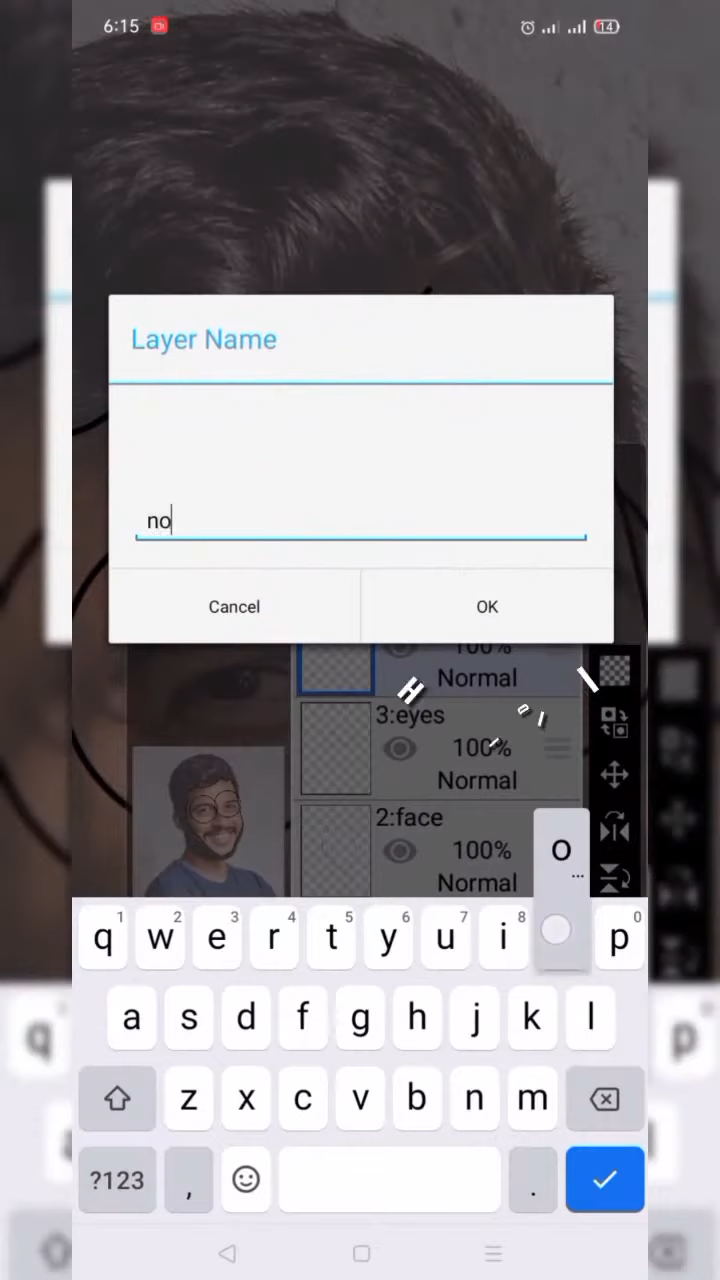 6:15
14
Layer Name
no
Cancel
OK
100%
Normal
3:eyes
100%
Normal
2:face
100%
Normal
o
...
1 2 3 4 5 6 7 8 0
q w e r t y u i p
a s d f g h j k l
z x c v b n m
?123 , .
q
p